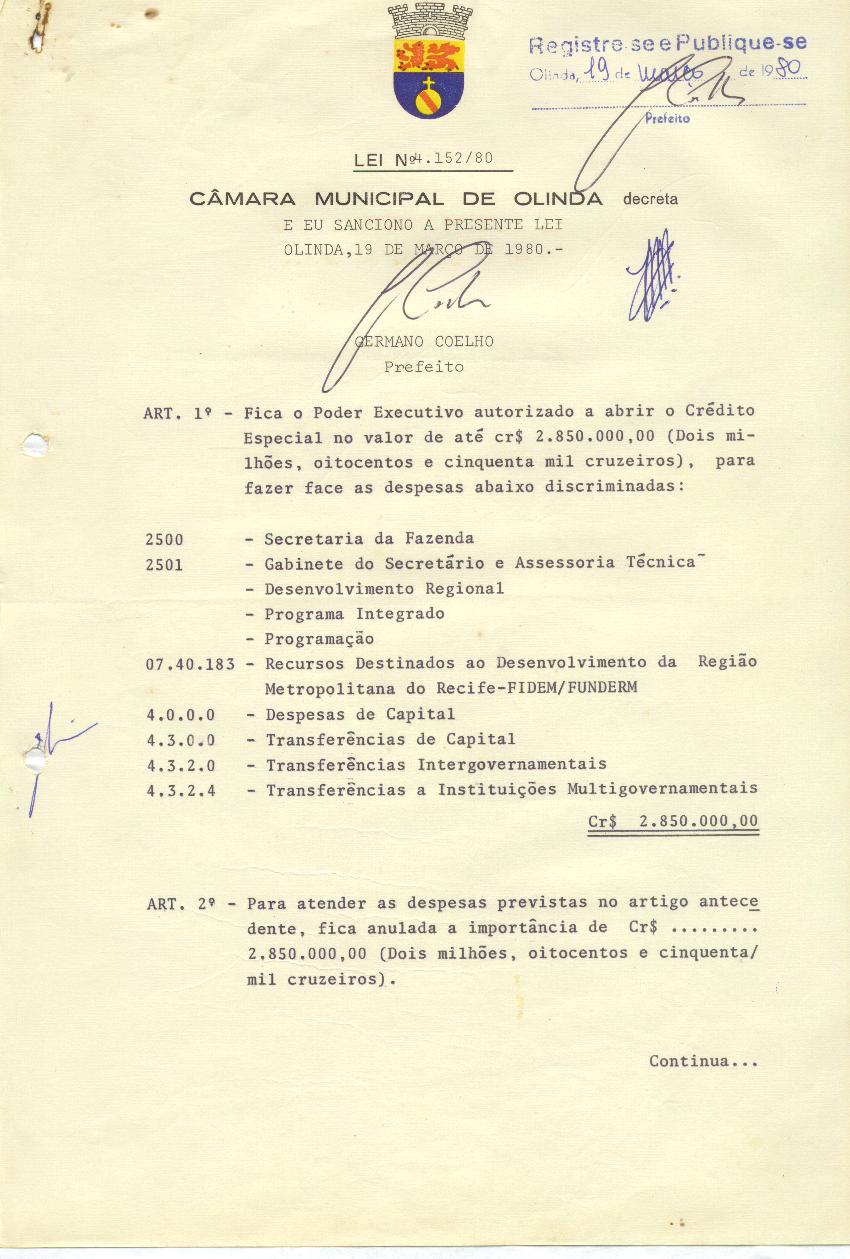 Registre-se e Publique-se
Olinda, 19 de março de 1980
Prefeito
LEI Nº 4.152/80
CÂMARA MUNICIPAL DE OLINDA decreta
E EU SANCIONO A PRESENTE LEI
OLINDA,19 DE MARÇO DE 1980.-
GERMANO COELHO
Prefeito
ART. 1º - Fica o Poder Executivo autorizado a abrir o Crédito
Especial no valor de até cr$ 2.850.000,00 (Dois mi-
lhões, oitocentos e cinquenta mil cruzeiros), para
fazer face as despesas abaixo discriminadas:
2500 - Secretaria da Fazenda
2501 - Gabinete do Secretário e Assessoria Técnica
- Desenvolvimento Regional
- Programa Integrado
- Programação
07.40.183 - Recursos Destinados ao Desenvolvimento da Região
Metropolitana do Recife-FIDEM/FUNDERM
4.0.0.0 - Despesas de Capital
4.3.0.0 - Transferências de Capital
4.3.2.0 - Transferências Intergovernamentais
4.3.2.4 - Transferências a Instituições Multigovernamentais
Cr$ 2.850.000,00
ART. 2º - Para atender as despesas previstas no artigo antece
dente, fica anulada a importância de Cr$ .........
2.850.000,00 (Dois milhões, oitocentos e cinquenta/
mil cruzeiros).
Continua...